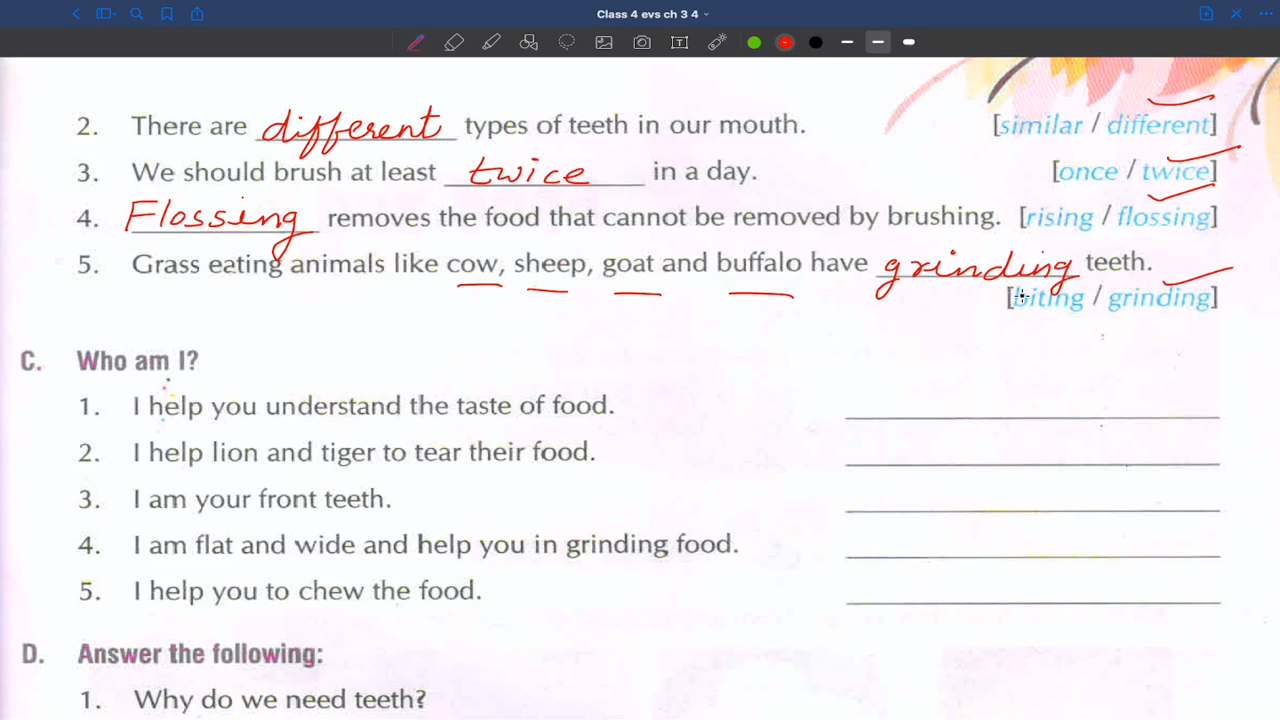 Class 4 evs ch 3 4
2. There are different types of teeth in our mouth. [similar / different]
3. We should brush at least twice in a day. [once / twice]
4. Flossing removes the food that cannot be removed by brushing. [rising / flossing]
5. Grass eating animals like cow, sheep, goat and buffalo have grinding teeth.
[biting / grinding]
C. Who am I?
1. I help you understand the taste of food.
2. I help lion and tiger to tear their food.
3. I am your front teeth.
4. I am flat and wide and help you in grinding food.
5. I help you to chew the food.
D. Answer the following:
1. Why do we need teeth?